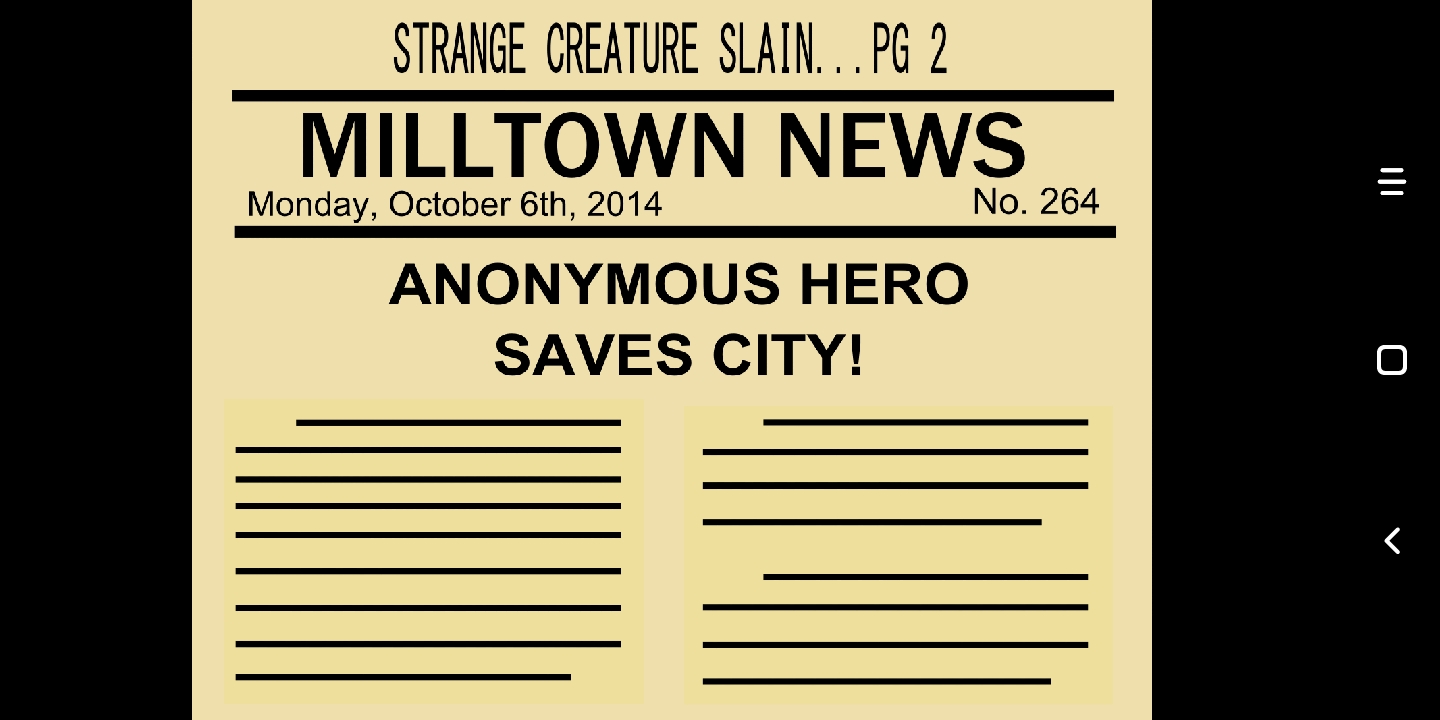 STRANGE CREATURE SLAIN...PG 2
MILLTOWN NEWS
Monday, October 6th, 2014
No. 264
ANONYMOUS HERO
SAVES CITY!